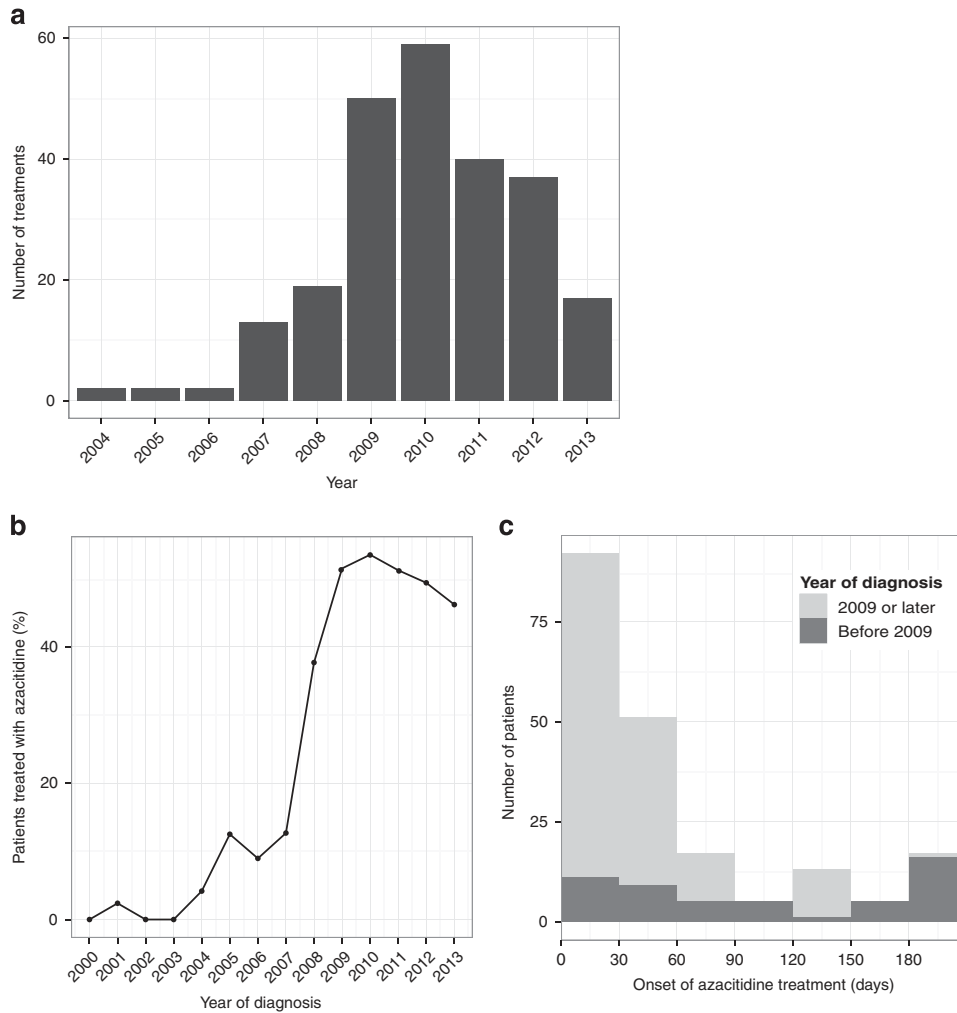 a
60
40
20
0
Number of treatments
2004 2005 2006 2007 2008 2009 2010 2011 2012 2013
Year
b
40
20
0
Patients treated with azacitidine (%)
2000 2001 2002 2003 2004 2005 2006 2007 2008 2009 2010 2011 2012 2013
Year of diagnosis
c
Year of diagnosis
2009 or later
Before 2009
75
50
25
0
Number of patients
0 30 60 90 120 150 180
Onset of azacitidine treatment (days)